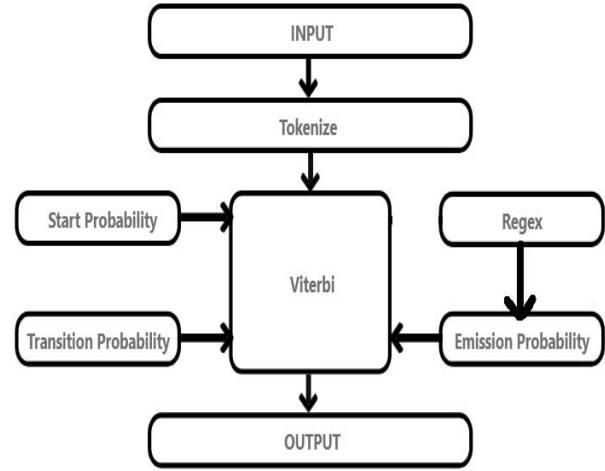 INPUT
Tokenize
Start Probability
Regex
Viterbi
Transition Probability
Emission Probability
OUTPUT